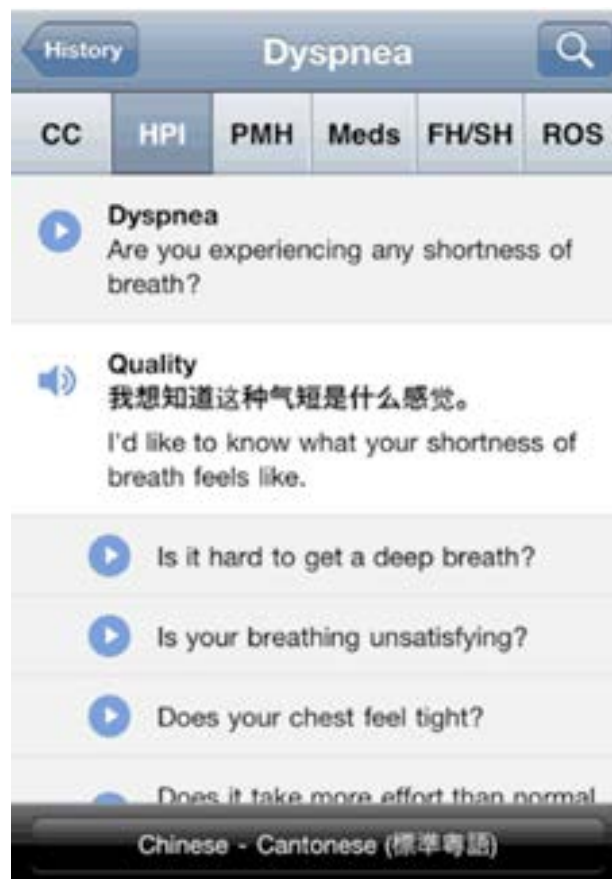 History
Dyspnea
CC HPI PMH Meds FH/SH ROS
Dyspnea
Are you experiencing any shortness of
breath?
Quality
我想知道这种气短是什么感觉。
I'd like to know what your shortness of
breath feels like.
Is it hard to get a deep breath?
Is your breathing unsatisfying?
Does your chest feel tight?
Does it take more effort than normal
Chinese - Cantonese (標準粵語)